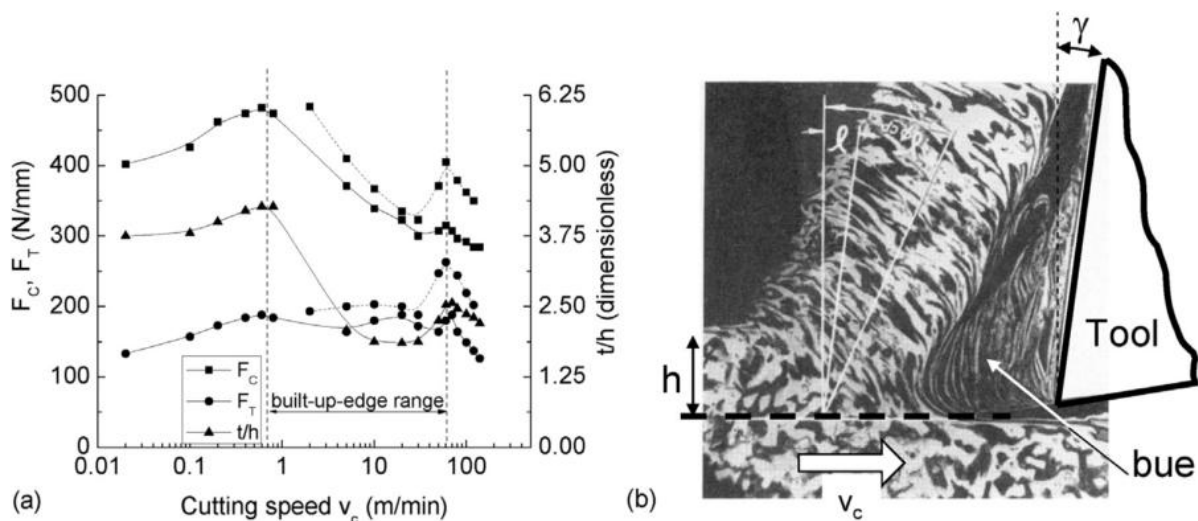 500
400
300
200
100
0
F_C, F_T (N/mm)
6.25
5.00
3.75
2.50
1.25
0.00
t/h (dimensionless)
F_C
F_T
t/h
built-up-edge range
0.01
0.1
1
10
100
(a)
Cutting speed v_c (m/min)
γ
h
Tool
bue
(b)
v_c